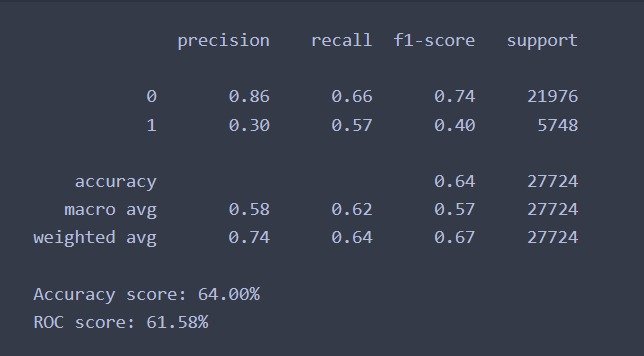 precision recall f1-score support
0 0.86 0.66 0.74 21976
1 0.30 0.57 0.40 5748
accuracy 0.64 27724
macro avg 0.58 0.62 0.57 27724
weighted avg 0.74 0.64 0.67 27724
Accuracy score: 64.00%
ROC score: 61.58%